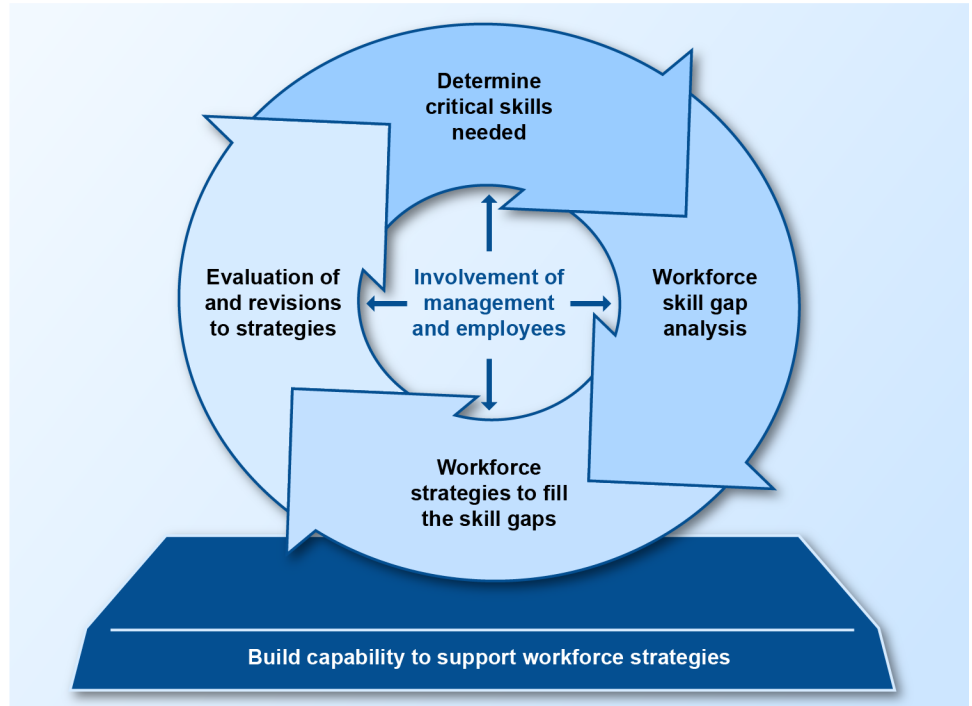 Determine
critical skills
needed
Workforce
skill gap
analysis
Workforce
strategies to fill
the skill gaps
Evaluation of
and revisions
to strategies
Involvement of
management
and employees
Build capability to support workforce strategies